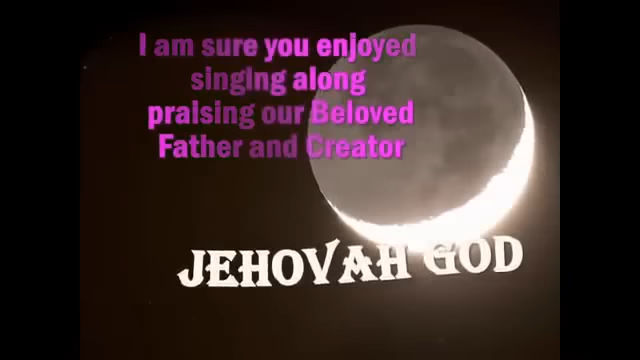 I am sure you enjoyed
singing along
praising our Beloved
Father and Creator
JEHOVAH GOD